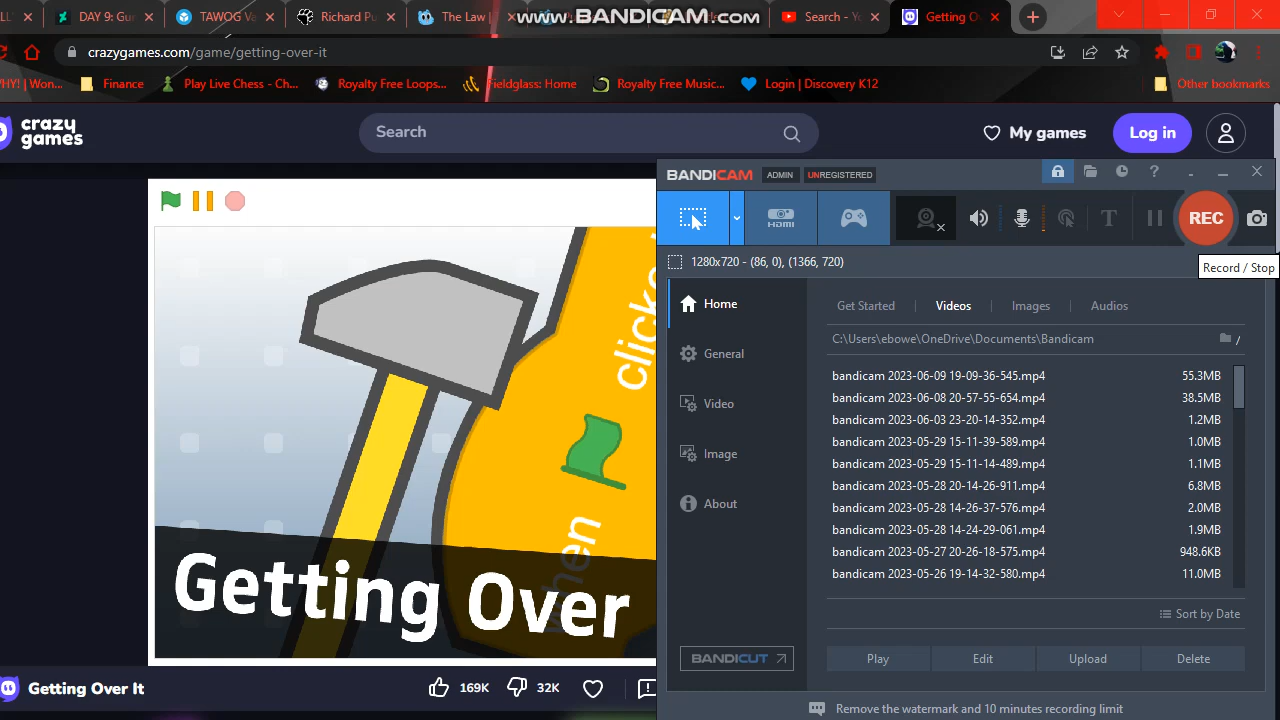 DAY 9: Gu
TAWOG Va
Richard Pu
The Law |
www.BANDICAM.com
Search - Yo
Getting O
crazygames.com/game/getting-over-it
HY! | Won...
Finance
Play Live Chess - Ch...
Royalty Free Loops...
Fieldglass: Home
Royalty Free Music...
Login | Discovery K12
Other bookmarks
crazy
games
Search
My games
Log in
BANDICAM
ADMIN
UNREGISTERED
HDMI
REC
1280x720 - (86, 0), (1366, 720)
Record / Stop
Home
General
Video
Image
About
Get Started
Videos
Images
Audios
C:\Users\ebowe\OneDrive\Documents\Bandicam
bandicam 2023-06-09 19-09-36-545.mp4 55.3MB
bandicam 2023-06-08 20-57-55-654.mp4 38.5MB
bandicam 2023-06-03 23-20-14-352.mp4 1.2MB
bandicam 2023-05-29 15-11-39-589.mp4 1.0MB
bandicam 2023-05-29 15-11-14-489.mp4 1.1MB
bandicam 2023-05-28 20-14-26-911.mp4 6.8MB
bandicam 2023-05-28 14-26-37-576.mp4 2.0MB
bandicam 2023-05-28 14-24-29-061.mp4 1.9MB
bandicam 2023-05-27 20-26-18-575.mp4 948.6KB
bandicam 2023-05-26 19-14-32-580.mp4 11.0MB
Sort by Date
BANDICUT
Play
Edit
Upload
Delete
Remove the watermark and 10 minutes recording limit
when
clicked
Getting Over
Getting Over It
169K
32K